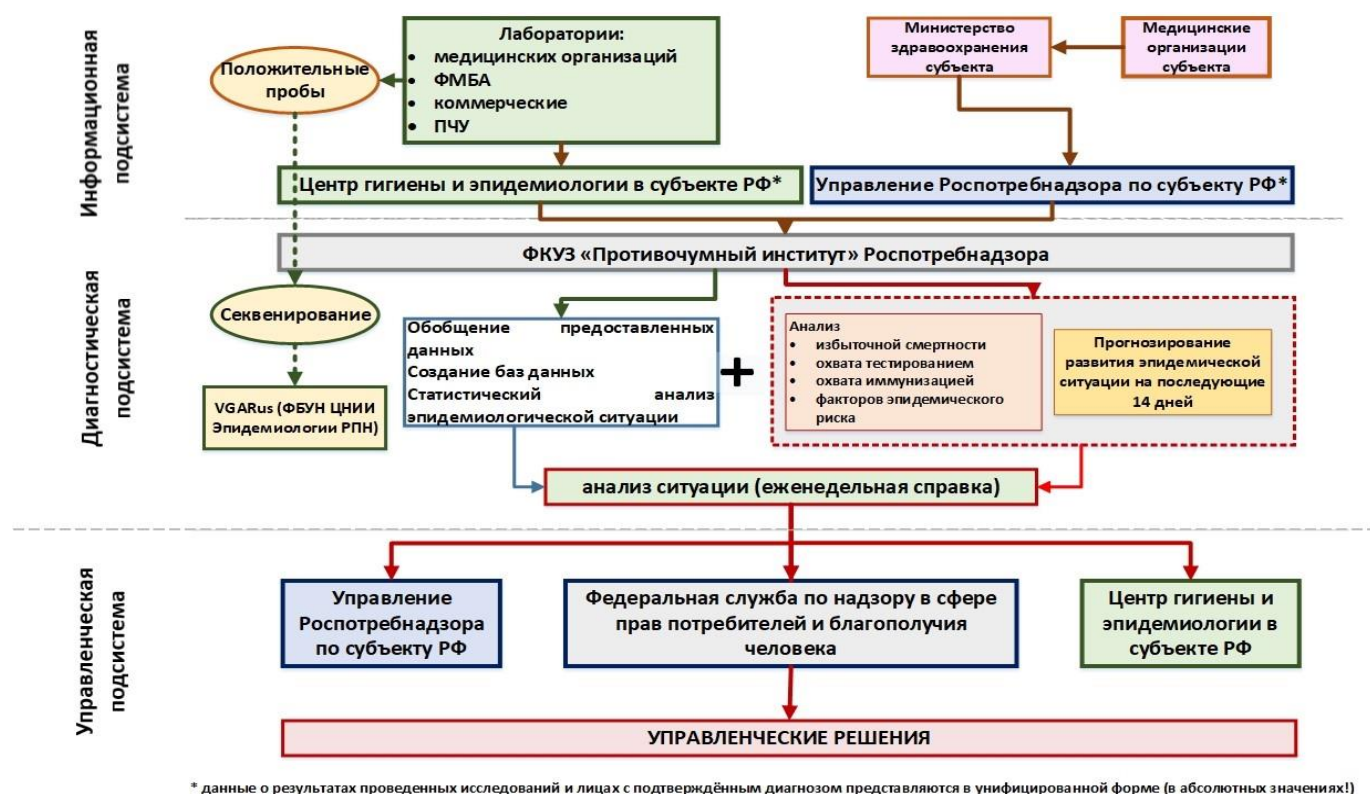 Информационная
подсистема
Положительные
пробы
Лаборатории:
• медицинских организаций
• ФМБА
• коммерческие
• ПЧУ
Министерство
здравоохранения
субъекта
Медицинские
организации
субъекта
Центр гигиены и эпидемиологии в субъекте РФ*
Управление Роспотребнадзора по субъекту РФ*
Диагностическая
подсистема
ФКУЗ «Противочумный институт» Роспотребнадзора
Секвенирование
VGARus (ФБУН ЦНИИ
Эпидемиологии РПН)
Обобщение предоставленных
данных
Создание баз данных
Статистический анализ
эпидемиологической ситуации
+
Анализ
• избыточной смертности
• охвата тестированием
• охвата иммунизацией
• факторов эпидемического
риска
Прогнозирование
развития эпидемической
ситуации на последующие
14 дней
анализ ситуации (еженедельная справка)
Управленческая
подсистема
Управление
Роспотребнадзора
по субъекту РФ
Федеральная служба по надзору в сфере
прав потребителей и благополучия
человека
Центр гигиены и
эпидемиологии в
субъекте РФ
УПРАВЛЕНЧЕСКИЕ РЕШЕНИЯ
* данные о результатах проведенных исследований и лицах с подтверждённым диагнозом представляются в унифицированной форме (в абсолютных значениях!)